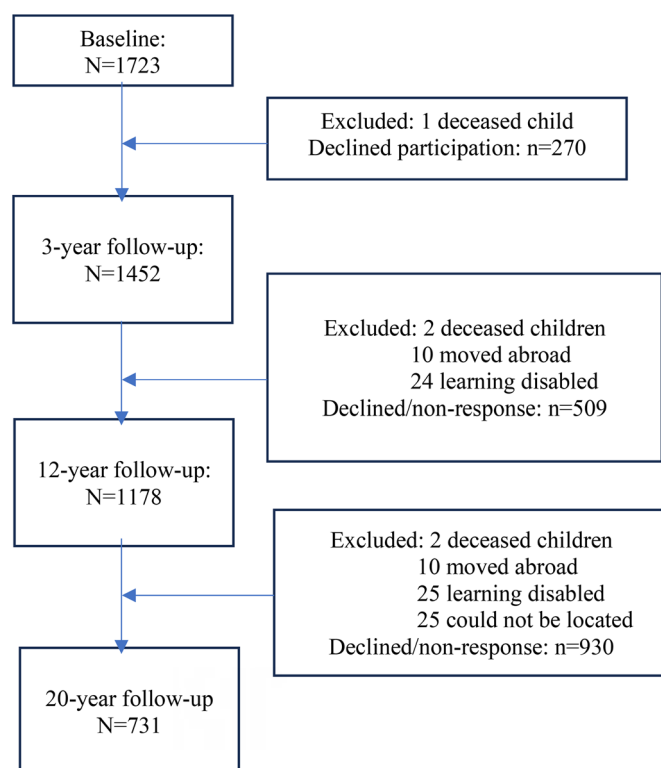 Baseline:
N=1723
Excluded: 1 deceased child
Declined participation: n=270
3-year follow-up:
N=1452
Excluded: 2 deceased children
10 moved abroad
24 learning disabled
Declined/non-response: n=509
12-year follow-up:
N=1178
Excluded: 2 deceased children
10 moved abroad
25 learning disabled
25 could not be located
Declined/non-response: n=930
20-year follow-up
N=731